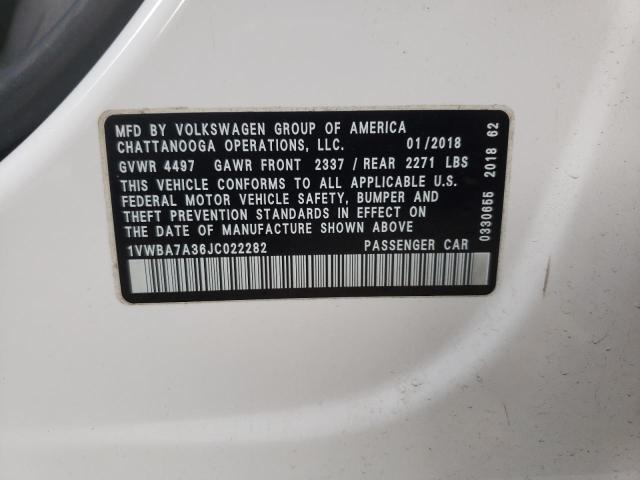 MFD BY VOLKSWAGEN GROUP OF AMERICA
CHATTANOOGA OPERATIONS, LLC. 01/2018
GVWR 4497 GAWR FRONT 2337 / REAR 2271 LBS
THIS VEHICLE CONFORMS TO ALL APPLICABLE U.S.
FEDERAL MOTOR VEHICLE SAFETY, BUMPER AND
THEFT PREVENTION STANDARDS IN EFFECT ON
THE DATE OF MANUFACTURE SHOWN ABOVE
1VWBA7A36JC022282 PASSENGER CAR
0330655 2018 62